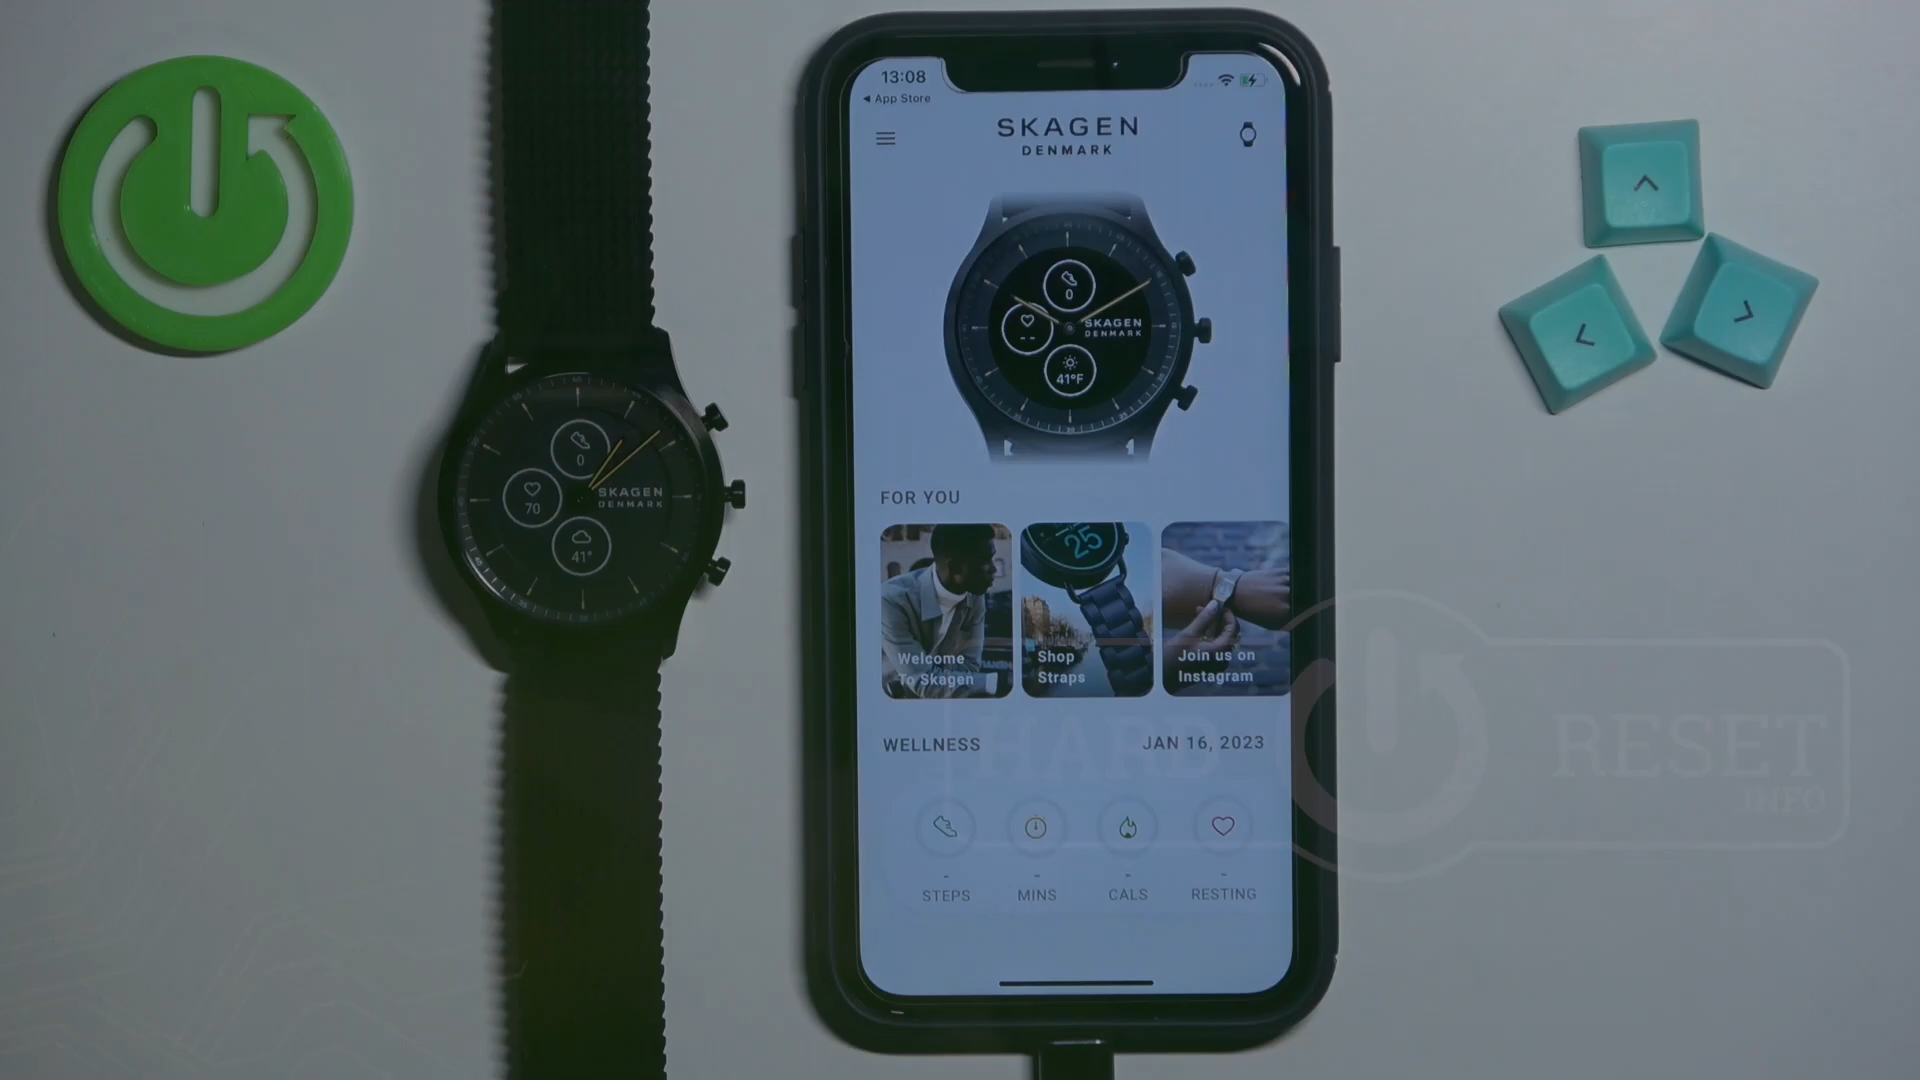 13:08
◀ App Store
SKAGEN
DENMARK
0
SKAGEN
DENMARK
- -
41°F
0
SKAGEN
DENMARK
70
41°
FOR YOU
25
Welcome
To Skagen
Shop
Straps
Join us on
Instagram
WELLNESS
JAN 16, 2023
HARD
RESET
INFO
-
-
-
-
STEPS
MINS
CALS
RESTING